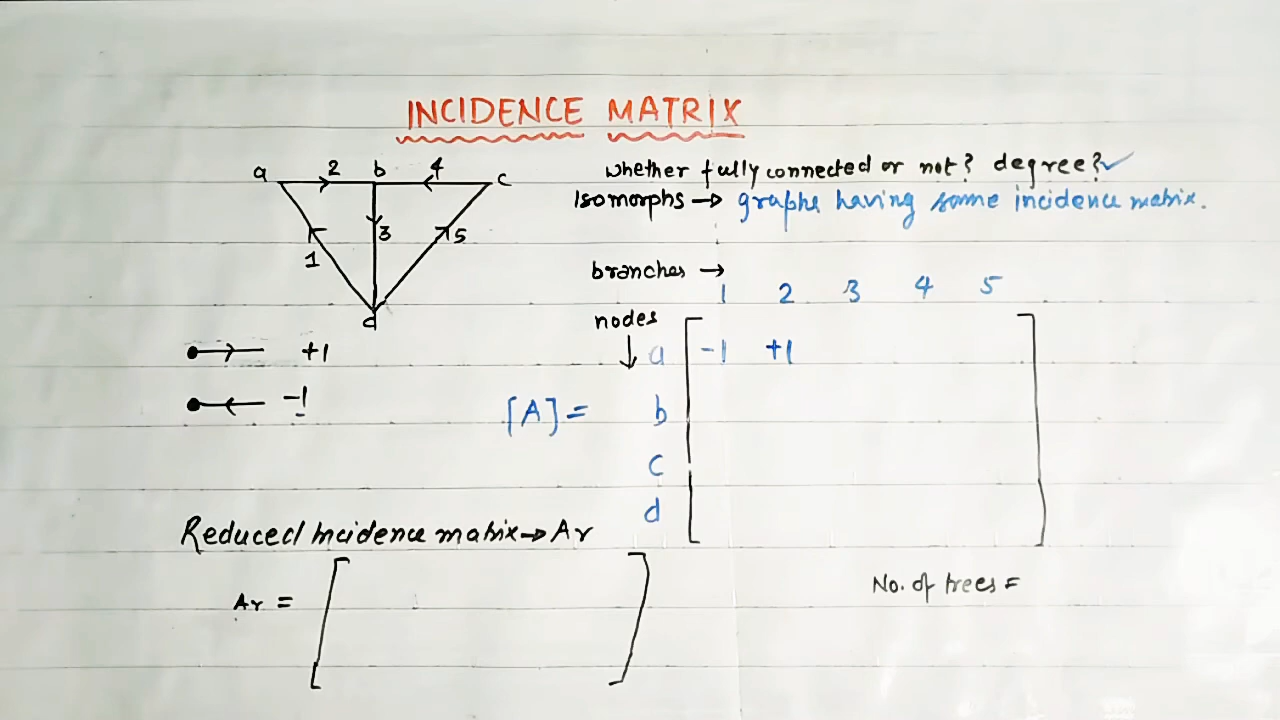 INCIDENCE MATRIX
a 2 b 4 c
1 3 5
d
whether fully connected or not? degree?
Isomorphs → graphs having same incidence matrix.
branches →
1 2 3 4 5
nodes
↓ a -1 +1
[A] = b
c
d
+1
-1
Reduced Incidence matrix → Ar
Ar =
No. of trees =